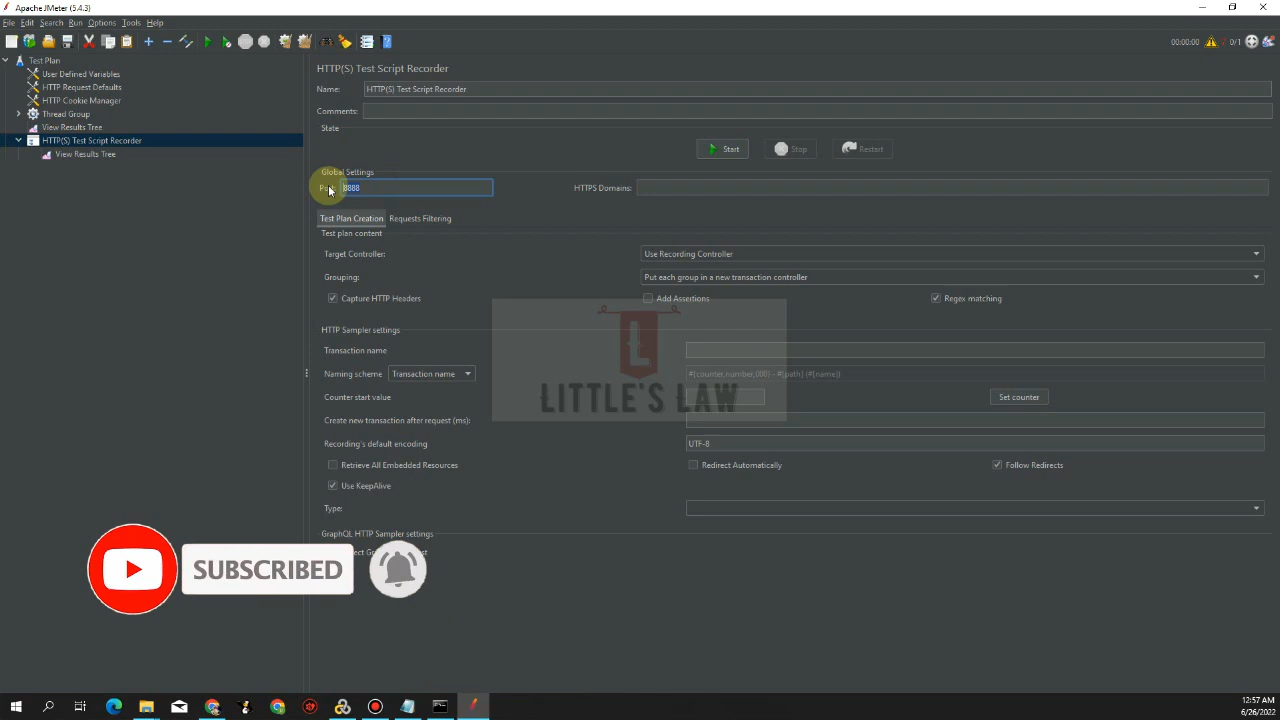 Apache JMeter (5.4.3)
File Edit Search Run Options Tools Help
00:00:00 7 0/1
Test Plan
User Defined Variables
HTTP Request Defaults
HTTP Cookie Manager
Thread Group
View Results Tree
HTTP(S) Test Script Recorder
View Results Tree
HTTP(S) Test Script Recorder
Name: HTTP(S) Test Script Recorder
Comments:
State
Start Stop Restart
Global Settings
8888 HTTPS Domains:
Test Plan Creation Requests Filtering
Test plan content
Target Controller: Use Recording Controller
Grouping: Put each group in a new transaction controller
Capture HTTP Headers Add Assertions Regex matching
HTTP Sampler settings
Transaction name
Naming scheme Transaction name #{counter,number,000} - #{path} (#{name})
Counter start value Set counter
Create new transaction after request (ms):
Recording's default encoding UTF-8
Retrieve All Embedded Resources Redirect Automatically Follow Redirects
Use KeepAlive
Type:
GraphQL HTTP Sampler settings
L
LITTLE'S LAW
SUBSCRIBED
12:57 AM
6/26/2022